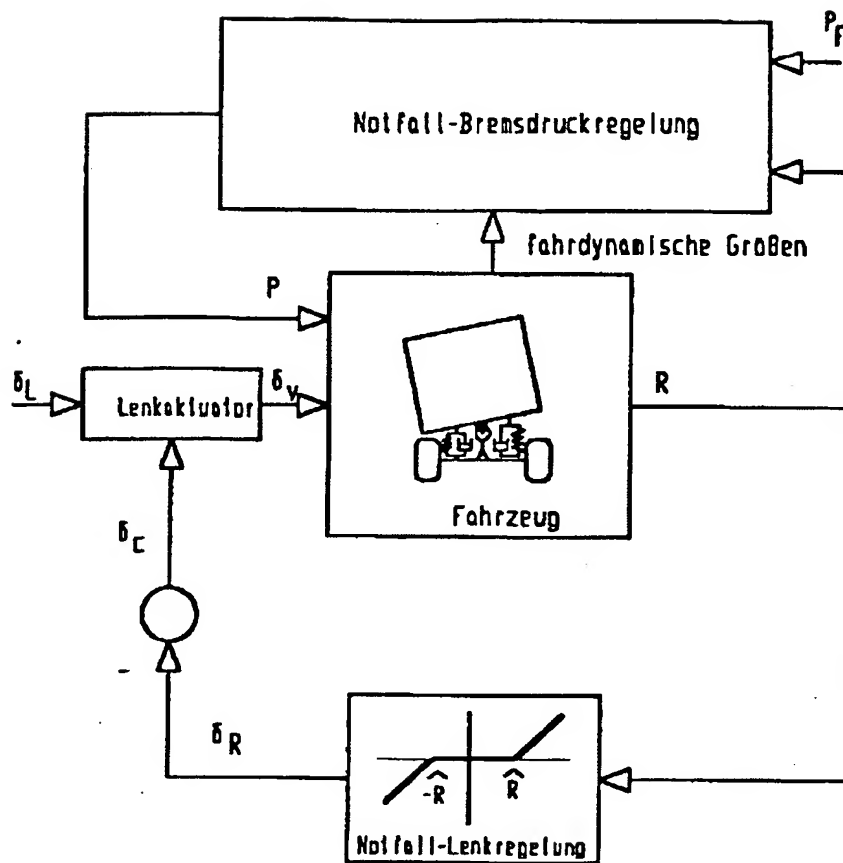 P_F
Notfall-Bremsdruckregelung
fahrdynamische Größen
P
δ_L
Lenkaktuator
δ_v
R
Fahrzeug
δ_C
-
δ_R
-R̂
R̂
Notfall-Lenkregelung